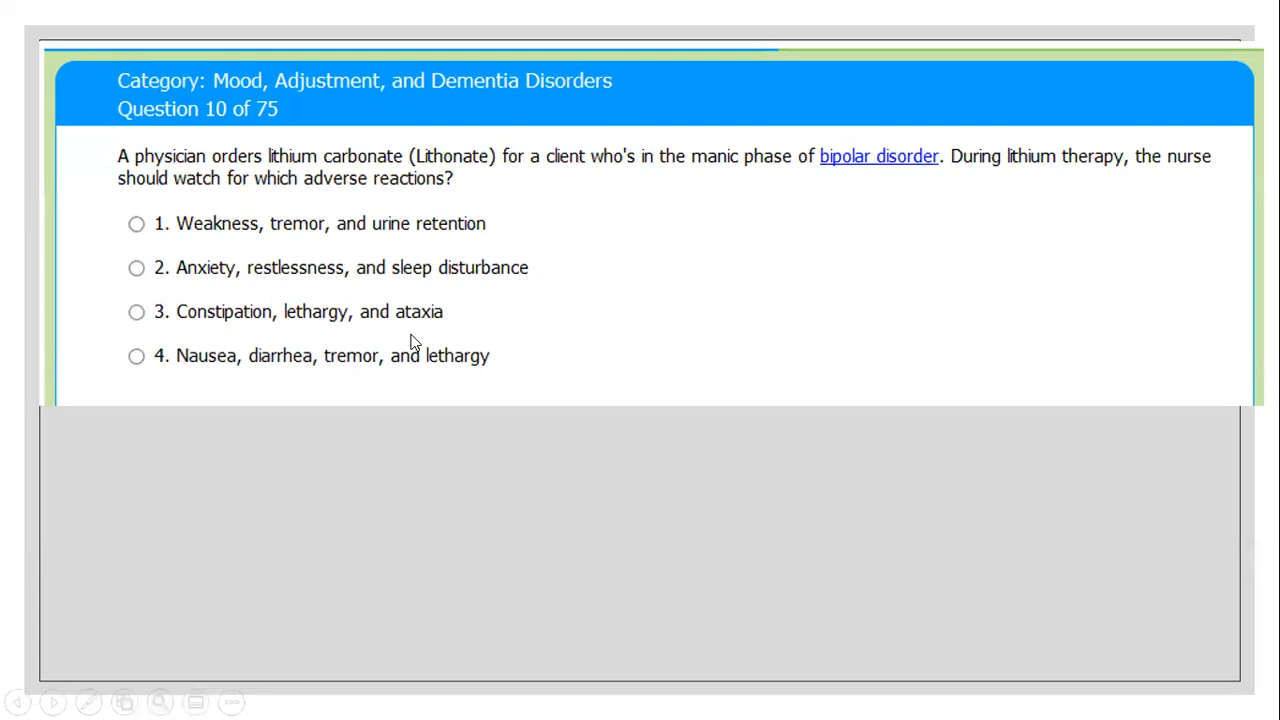 Category: Mood, Adjustment, and Dementia Disorders
Question 10 of 75
A physician orders lithium carbonate (Lithonate) for a client who's in the manic phase of bipolar disorder. During lithium therapy, the nurse
should watch for which adverse reactions?
1. Weakness, tremor, and urine retention
2. Anxiety, restlessness, and sleep disturbance
3. Constipation, lethargy, and ataxia
4. Nausea, diarrhea, tremor, and lethargy